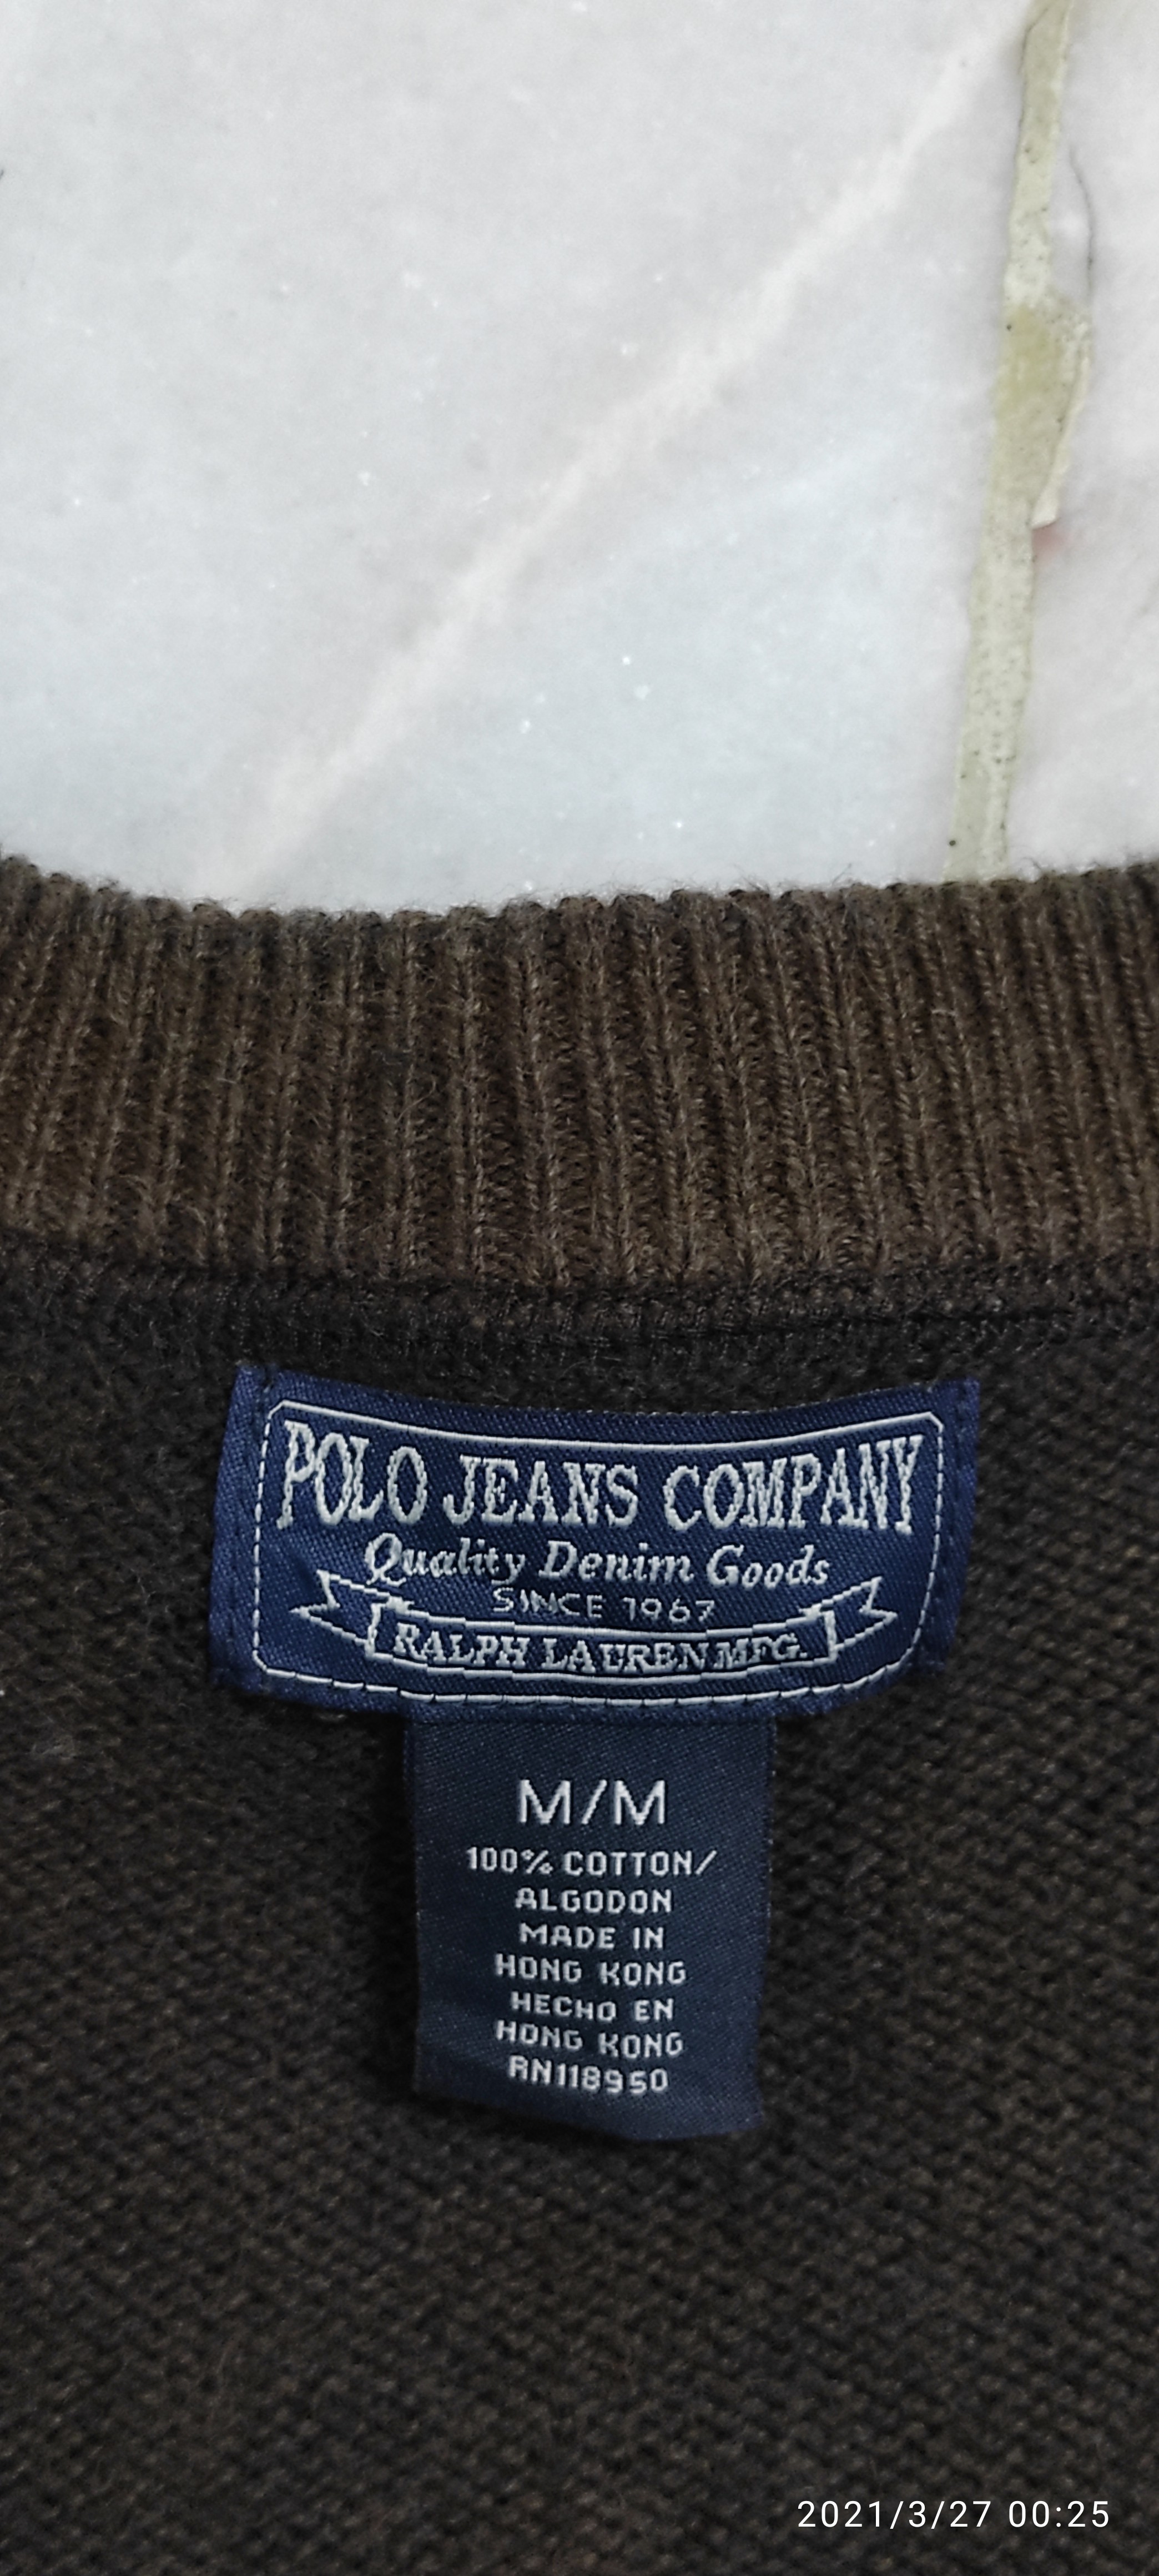 POLO JEANS COMPANY
Quality Denim Goods
SINCE 1967
RALPH LAUREN MFG.
M/M
100% COTTON/
ALGODON
MADE IN
HONG KONG
HECHO EN
HONG KONG
RN118950
2021/3/27 00:25